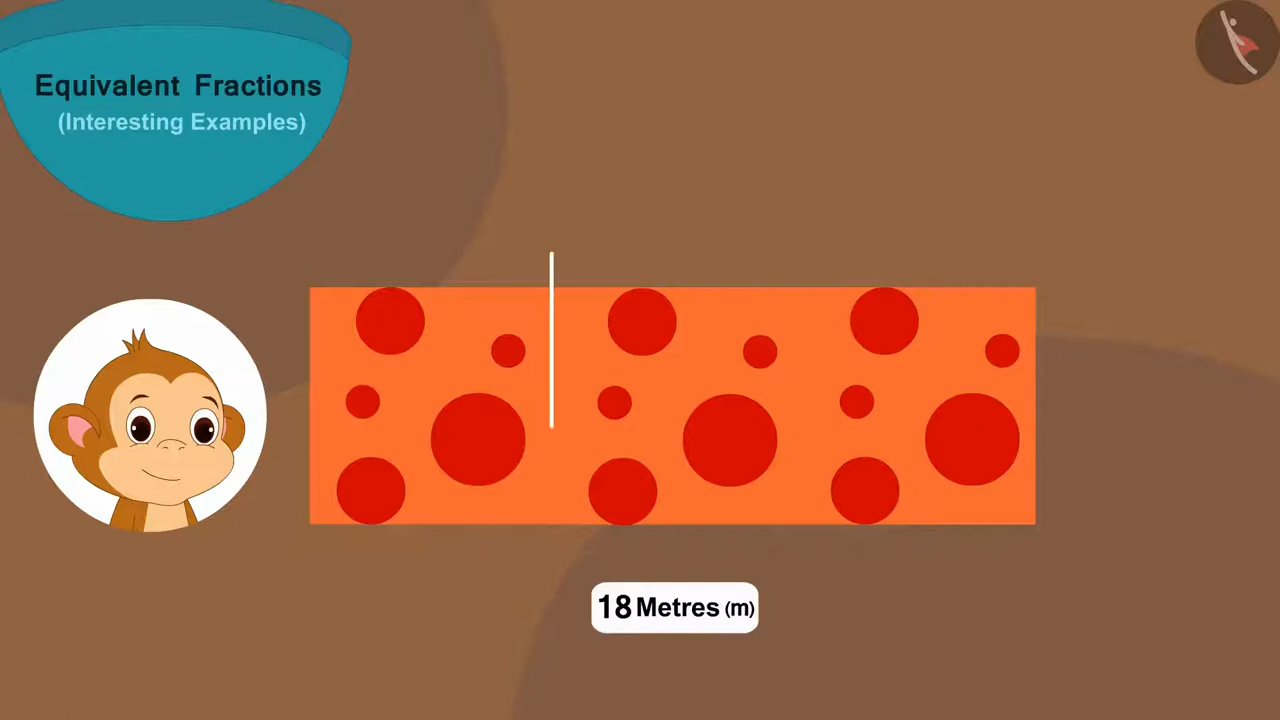 Equivalent Fractions
(Interesting Examples)
18 Metres (m)